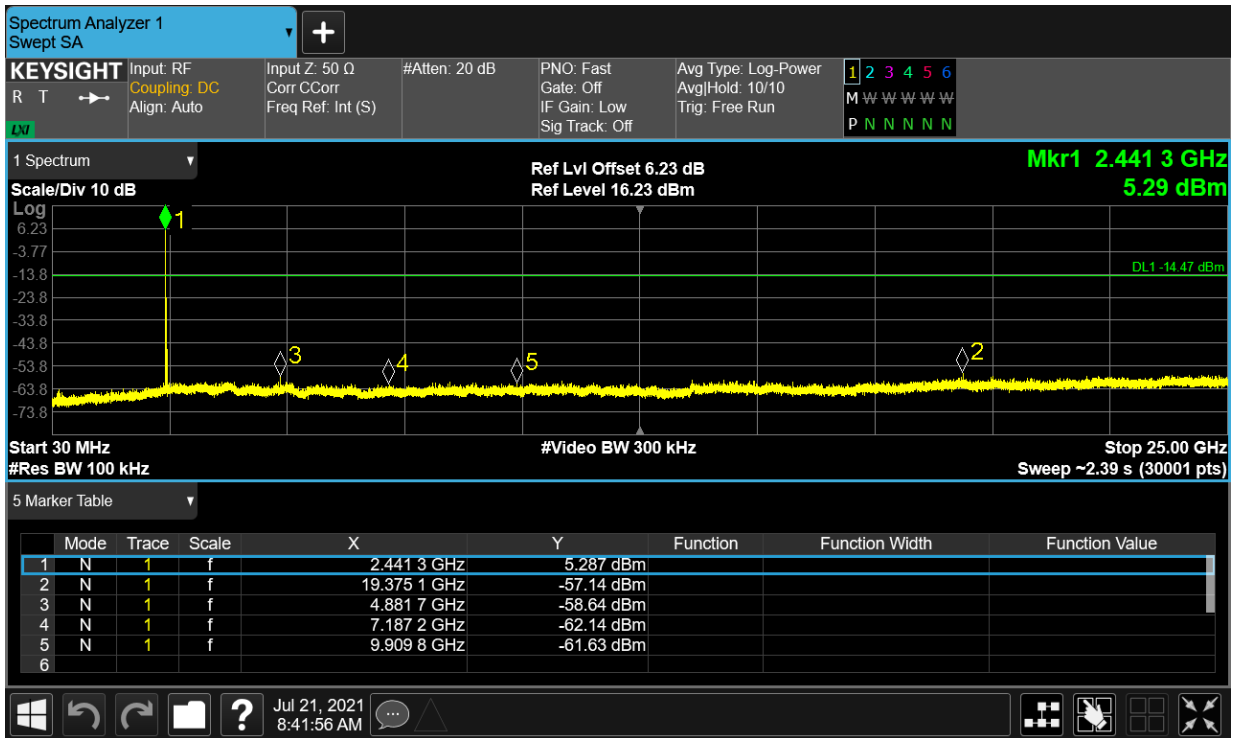 Spectrum Analyzer 1
Swept SA
KEYSIGHT
R T
LXI
Input: RF
Coupling: DC
Align: Auto
Input Z: 50 Ω
Corr CCorr
Freq Ref: Int (S)
#Atten: 20 dB
PNO: Fast
Gate: Off
IF Gain: Low
Sig Track: Off
Avg Type: Log-Power
Avg|Hold: 10/10
Trig: Free Run
1 2 3 4 5 6
M W W W W W
P N N N N N
1 Spectrum
Scale/Div 10 dB
Ref Lvl Offset 6.23 dB
Ref Level 16.23 dBm
Mkr1 2.441 3 GHz
5.29 dBm
Log
6.23
-3.77
-13.8
-23.8
-33.8
-43.8
-53.8
-63.8
-73.8
1
3
4
5
2
DL1 -14.47 dBm
Start 30 MHz
#Video BW 300 kHz
Stop 25.00 GHz
#Res BW 100 kHz
Sweep ~2.39 s (30001 pts)
5 Marker Table
Mode Trace Scale X Y Function Function Width Function Value
1 N 1 f 2.441 3 GHz 5.287 dBm
2 N 1 f 19.375 1 GHz -57.14 dBm
3 N 1 f 4.881 7 GHz -58.64 dBm
4 N 1 f 7.187 2 GHz -62.14 dBm
5 N 1 f 9.909 8 GHz -61.63 dBm
6
?
Jul 21, 2021
8:41:56 AM